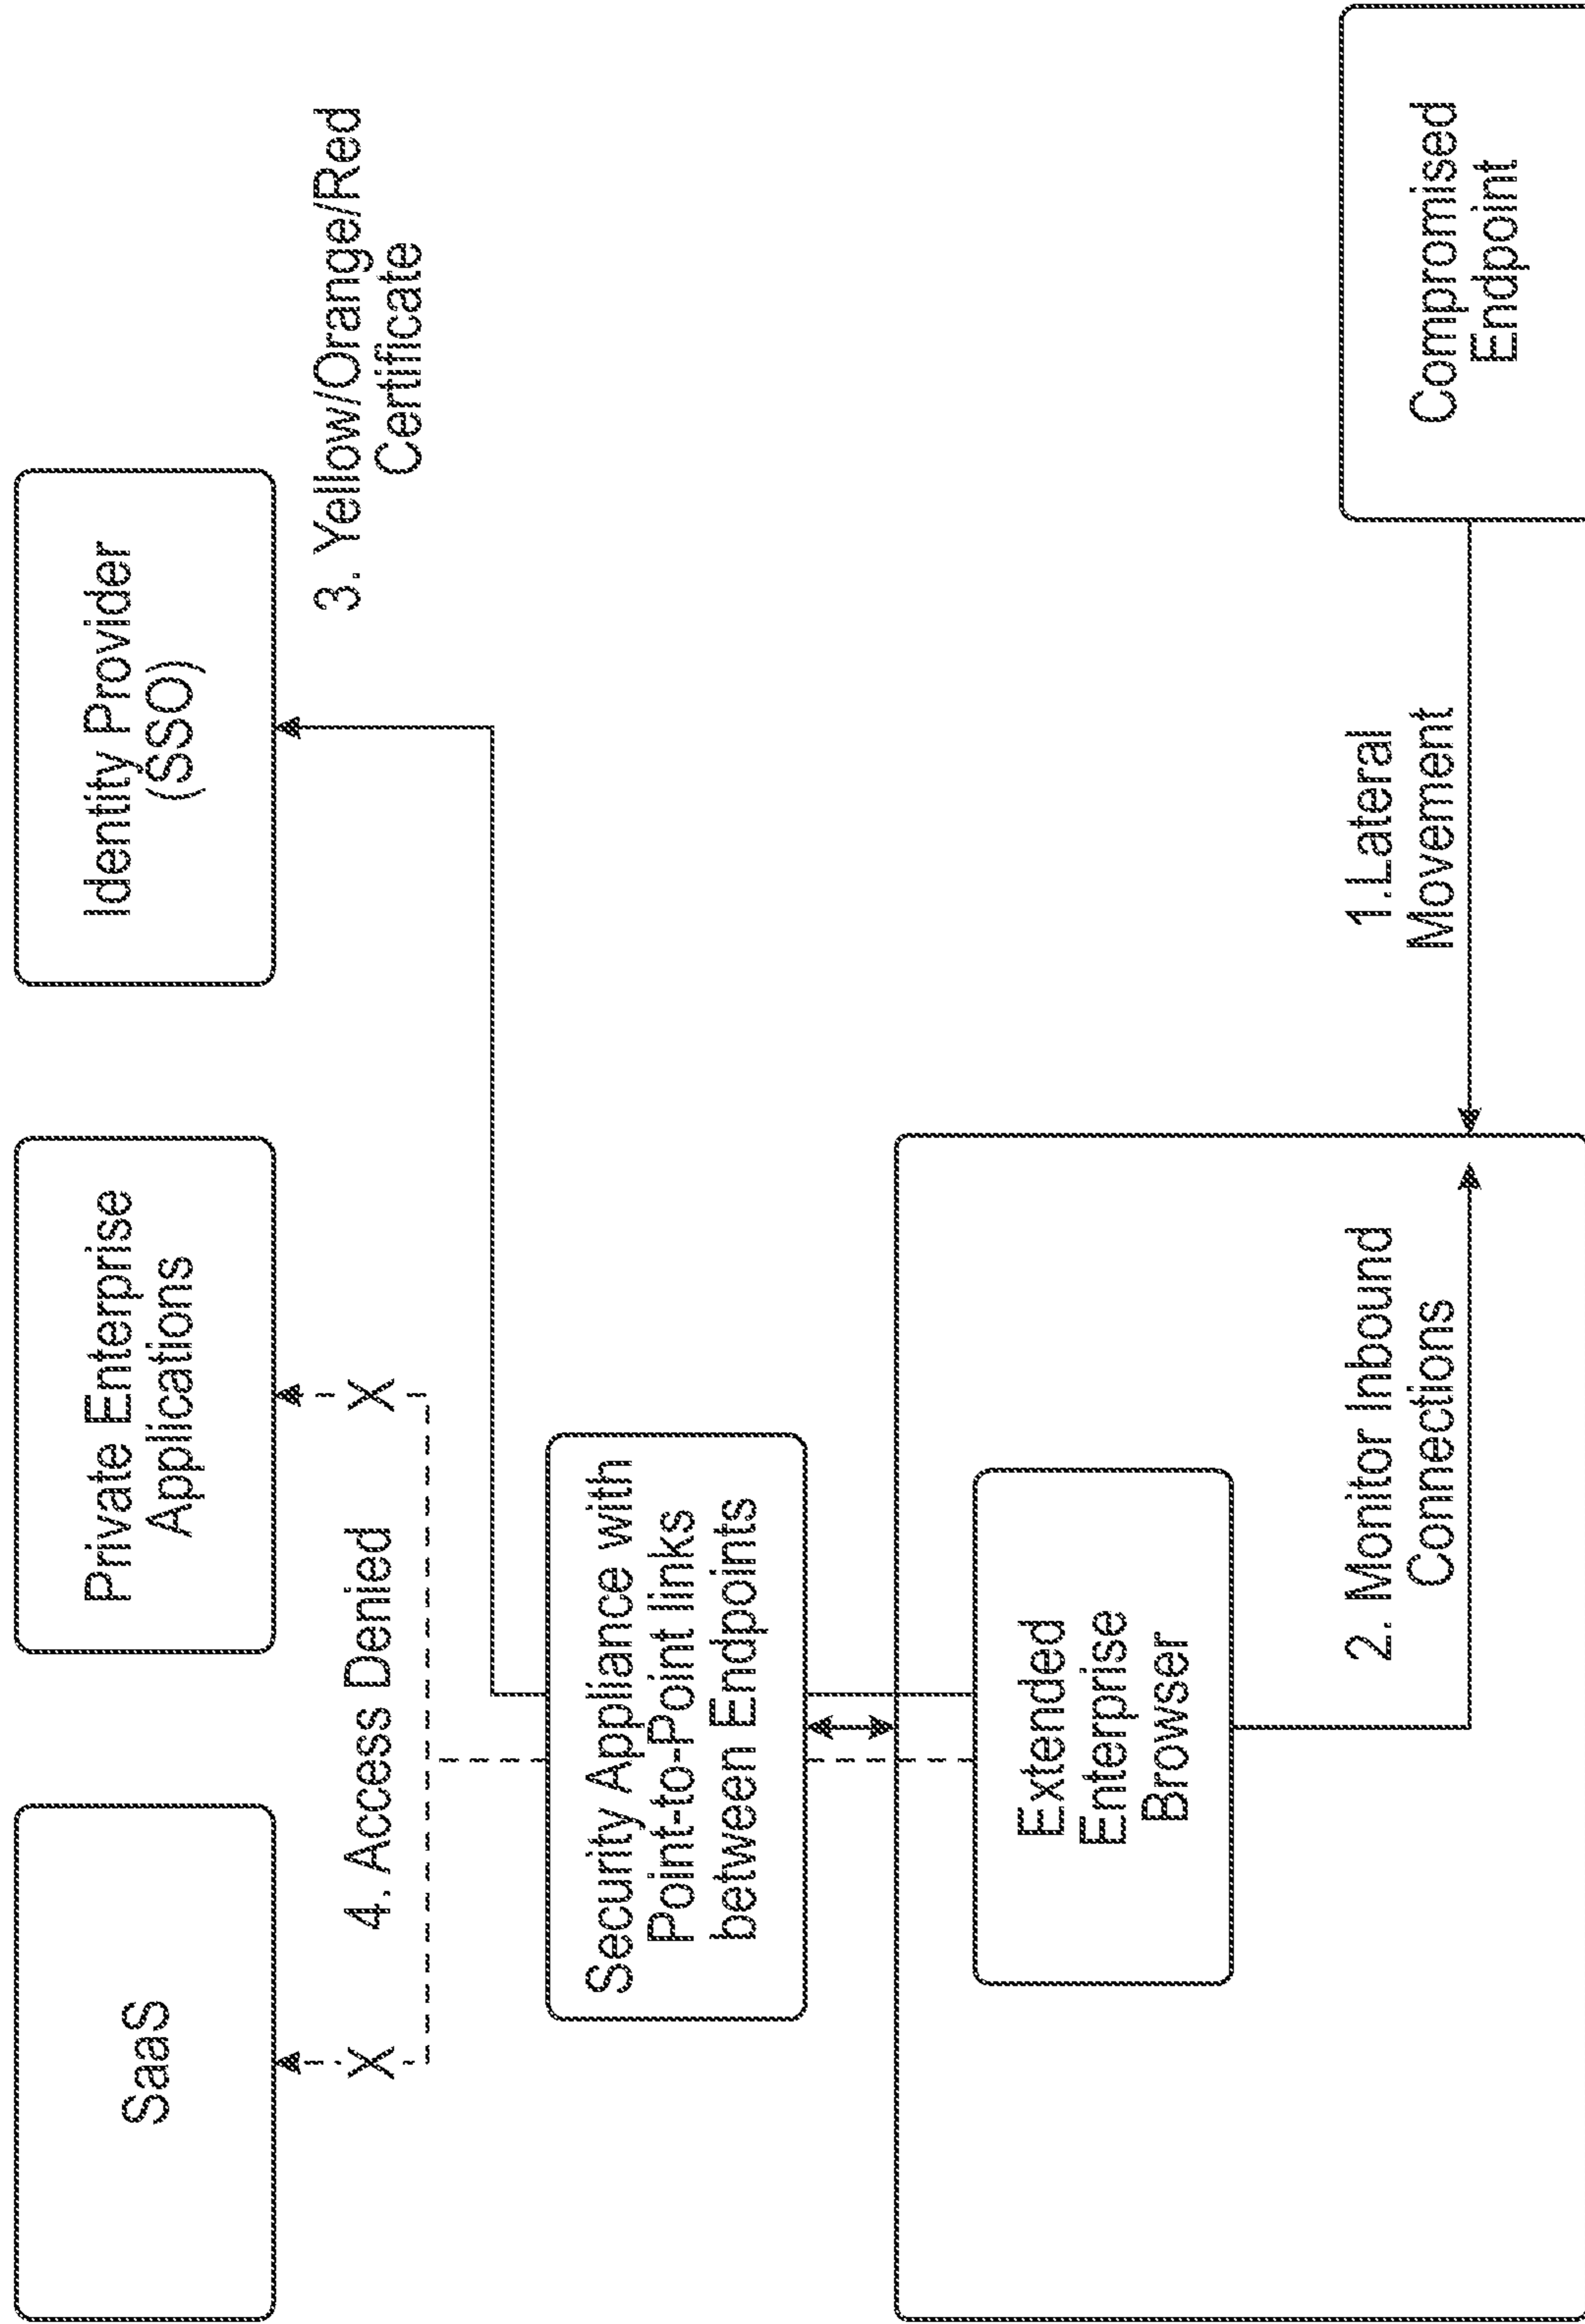 SaaS
Private Enterprise
Applications
Identity Provider
(SSO)
4. Access Denied
3. Yellow/Orange/Red
Certificate
Security Appliance with
Point-to-Point links
between Endpoints
Extended
Enterprise
Browser
2. Monitor Inbound
Connections
1.Lateral
Movement
Compromised
Endpoint
X
X